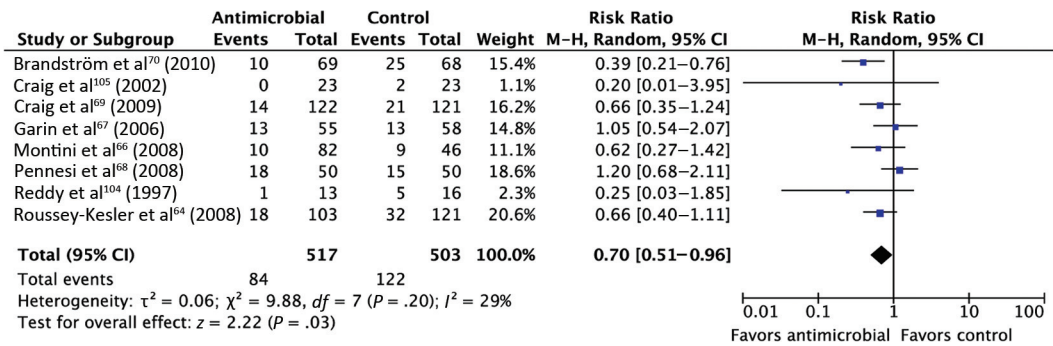 Antimicrobial Control Risk Ratio Risk Ratio
Study or Subgroup Events Total Events Total Weight M–H, Random, 95% CI M–H, Random, 95% CI
Brandström et al⁷⁰ (2010) 10 69 25 68 15.4% 0.39 [0.21–0.76]
Craig et al¹⁰⁵ (2002) 0 23 2 23 1.1% 0.20 [0.01–3.95]
Craig et al⁶⁹ (2009) 14 122 21 121 16.2% 0.66 [0.35–1.24]
Garin et al⁶⁷ (2006) 13 55 13 58 14.8% 1.05 [0.54–2.07]
Montini et al⁶⁶ (2008) 10 82 9 46 11.1% 0.62 [0.27–1.42]
Pennesi et al⁶⁸ (2008) 18 50 15 50 18.6% 1.20 [0.68–2.11]
Reddy et al¹⁰⁴ (1997) 1 13 5 16 2.3% 0.25 [0.03–1.85]
Roussey-Kesler et al⁶⁴ (2008) 18 103 32 121 20.6% 0.66 [0.40–1.11]
Total (95% CI) 517 503 100.0% 0.70 [0.51–0.96]
Total events 84 122
Heterogeneity: τ² = 0.06; χ² = 9.88, df = 7 (P = .20); I² = 29%
Test for overall effect: z = 2.22 (P = .03)
0.01 0.1 1 10 100
Favors antimicrobial Favors control